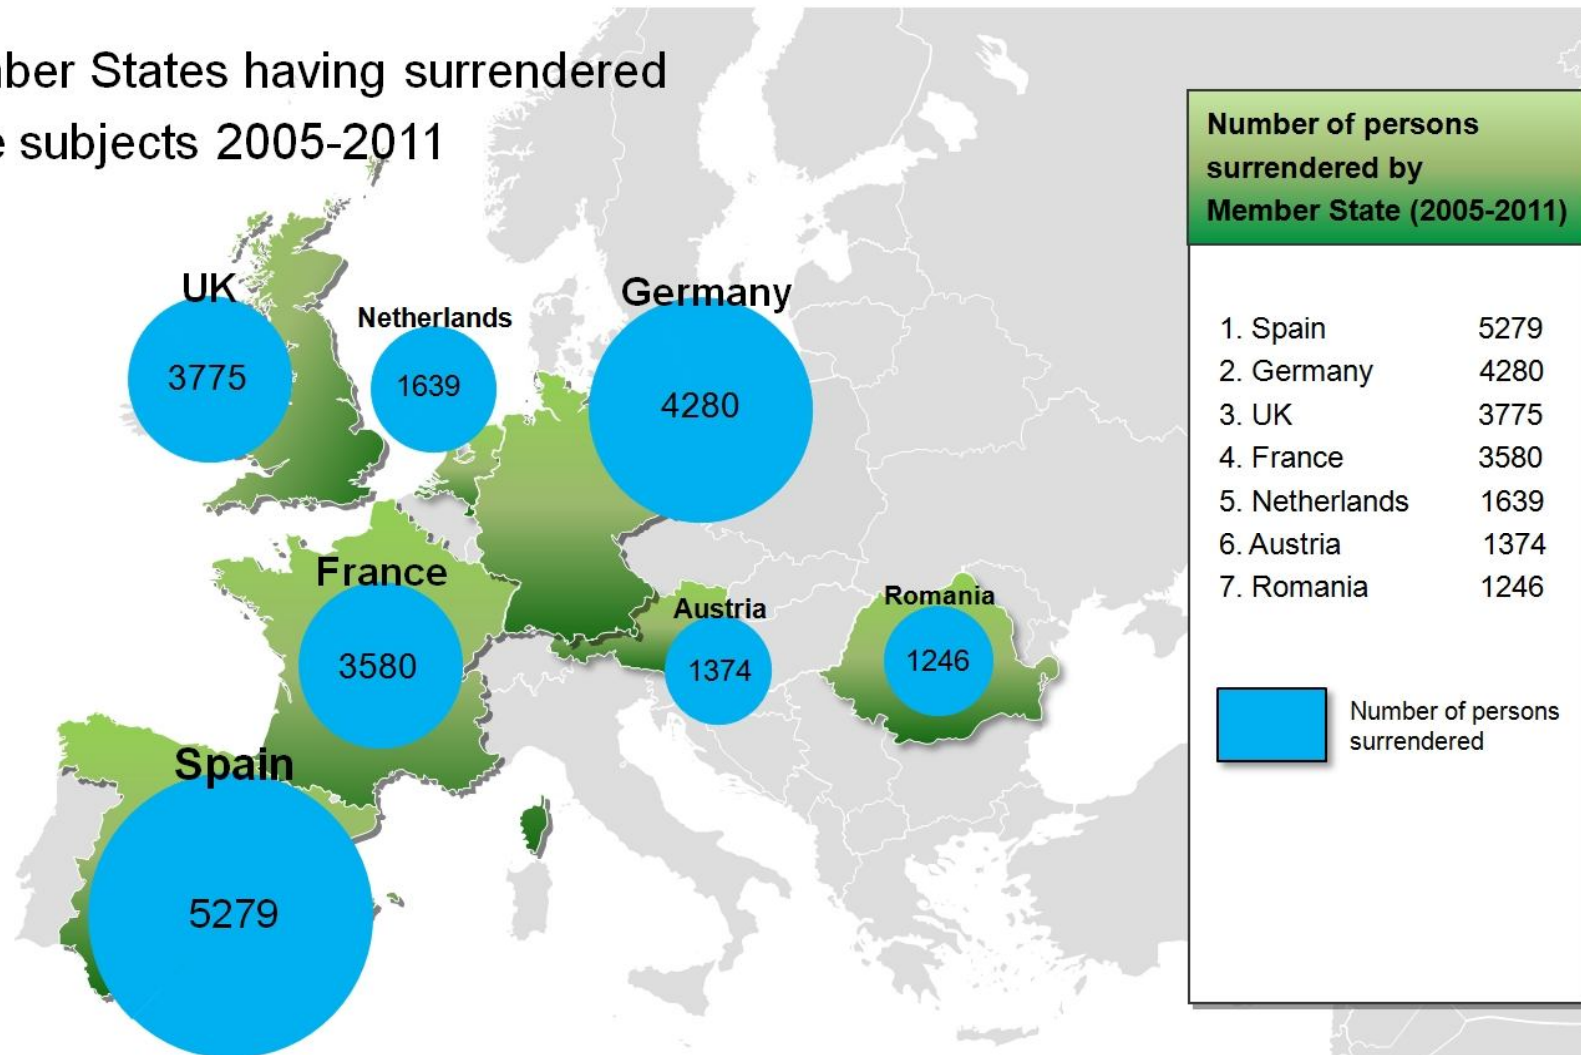 ber States having surrendered
e subjects 2005-2011
UK
3775
Netherlands
1639
Germany
4280
France
3580
Austria
1374
Romania
1246
Spain
5279
Number of persons
surrendered by
Member State (2005-2011)
1. Spain 5279
2. Germany 4280
3. UK 3775
4. France 3580
5. Netherlands 1639
6. Austria 1374
7. Romania 1246
Number of persons
surrendered